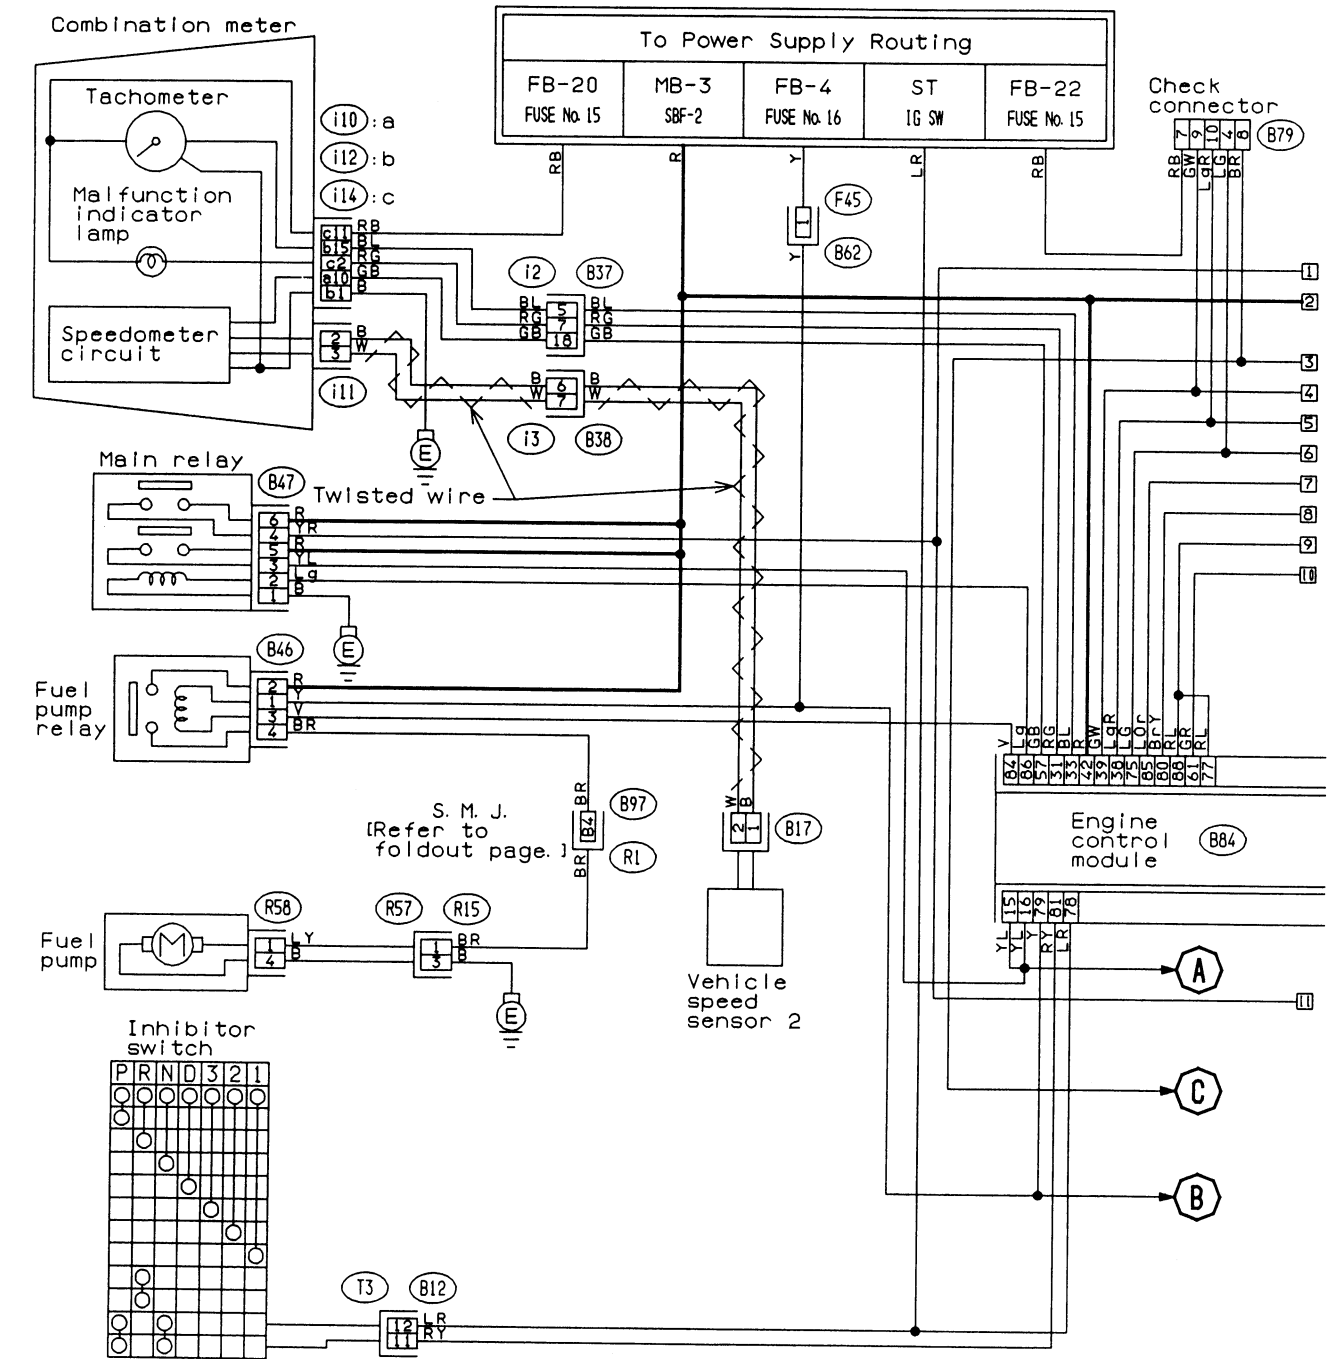 Combination meter
To Power Supply Routing
FB-20
FUSE No. 15
MB-3
SBF-2
FB-4
FUSE No. 16
ST
IG SW
FB-22
FUSE No. 15
Check
connector
B79
7 9 10 4 8
RB GW LgR LG BR
Tachometer
i10 : a
i12 : b
i14 : c
RB
R
Y
LR
RB
Malfunction
indicator
lamp
F45
1
B62
Y
c11 RB
b15 BL
c2 RG
a10 GB
b1 B
i2
B37
BL 5 BL
RG 7 RG
GB 18 GB
Speedometer
circuit
2 B
3 W
i11
B 6 B
W 7 W
i3
B38
E
1
2
3
4
5
6
7
8
9
10
Main relay
B47
Twisted wire
6 R
4 YR
5 R
3 YL
2 Lg
1 B
E
B46
Fuel
pump
relay
2 R
1 Y
3 V
4 BR
V Lg GB RG BL R GW LgR LG LOr BrY RL GR RL
84 86 57 31 33 42 39 38 75 85 80 88 61 77
S. M. J.
[Refer to
foldout page.]
BR
B97
B4
R1
BR
W B
2 1
B17
Engine
control
module
B84
15 16 79 81 78
YL YL Y RY LR
Fuel
pump
M
R58
1 LY
4 B
R57
R15
1 BR
3 B
E
Vehicle
speed
sensor 2
A
11
C
B
Inhibitor
switch
P R N D 3 2 1
T3
B12
12 LR
11 RY